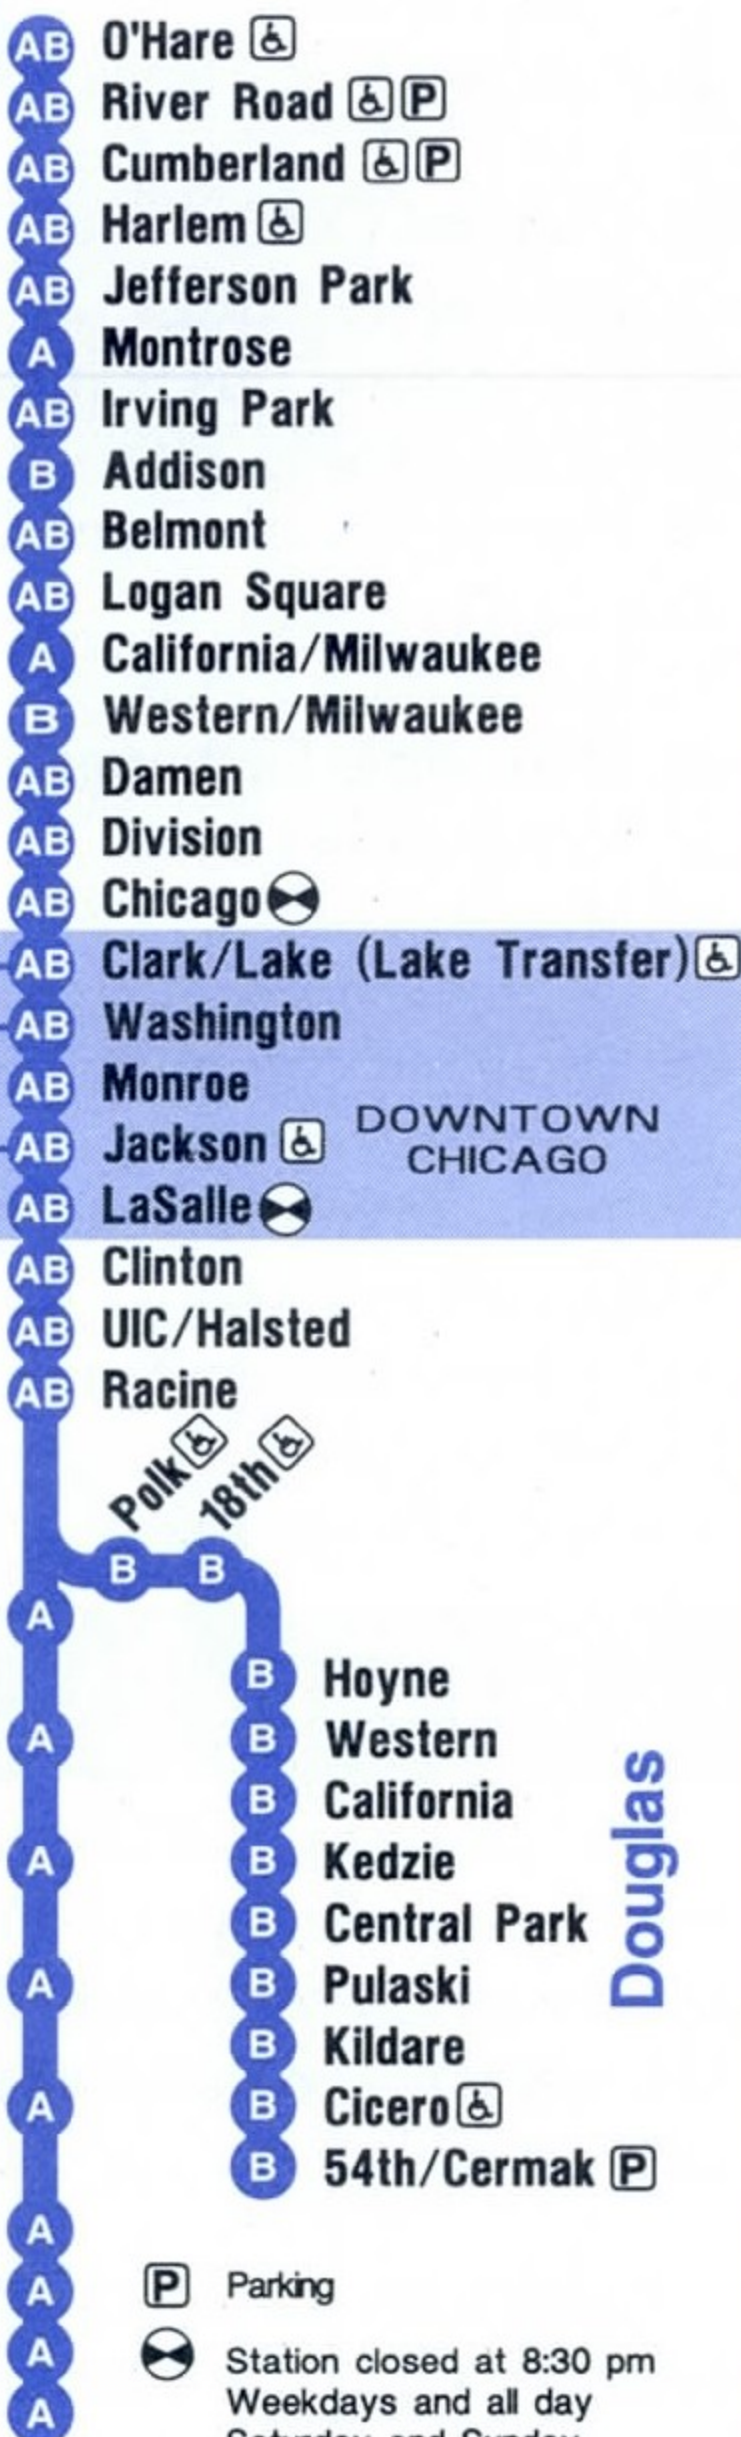 AB O'Hare
AB River Road P
AB Cumberland P
AB Harlem
AB Jefferson Park
A Montrose
AB Irving Park
B Addison
AB Belmont
AB Logan Square
A California/Milwaukee
B Western/Milwaukee
AB Damen
AB Division
AB Chicago
AB Clark/Lake (Lake Transfer)
AB Washington
AB Monroe
AB Jackson
AB LaSalle
DOWNTOWN
CHICAGO
AB Clinton
AB UIC/Halsted
AB Racine
Polk
18th
B B
A
B Hoyne
A
B Western
B California
A
B Kedzie
B Central Park
A
B Pulaski
B Kildare
A
B Cicero
B 54th/Cermak P
Douglas
A
A
A
A
P Parking
Station closed at 8:30 pm
Weekdays and all day
Saturday and Sunday